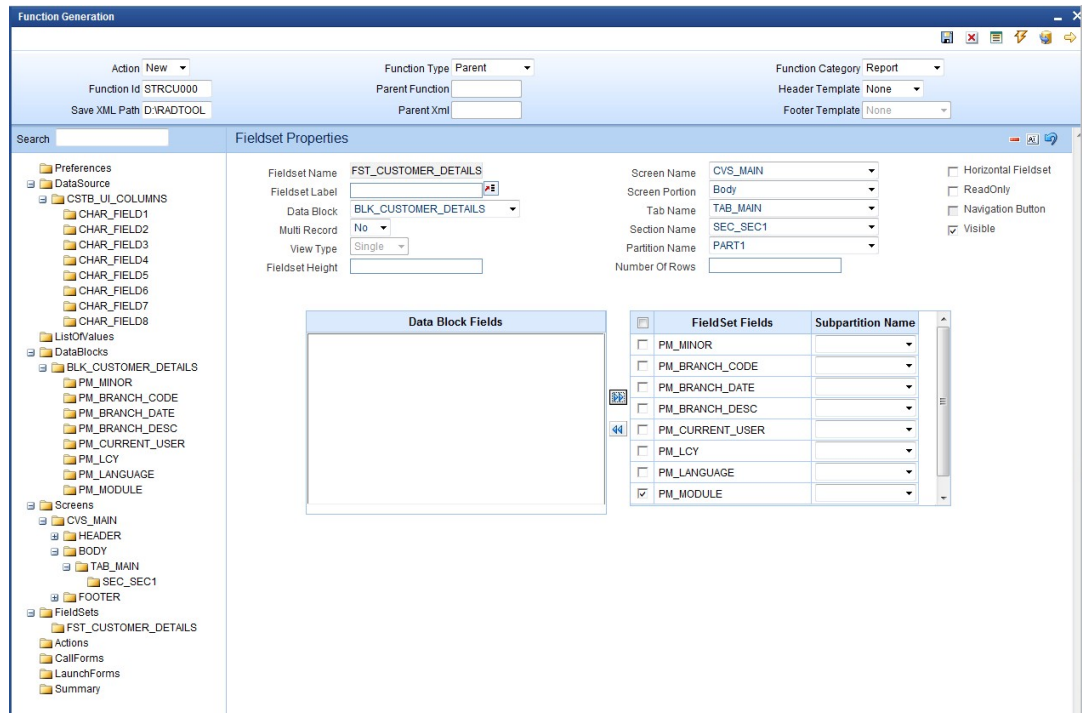 Function Generation
Action New Function Type Parent Function Category Report
Function Id STRCU000 Parent Function Header Template None
Save XML Path D:\RADTOOL Parent Xml Footer Template None
Search
Preferences
DataSource
CSTB_UI_COLUMNS
CHAR_FIELD1
CHAR_FIELD2
CHAR_FIELD3
CHAR_FIELD4
CHAR_FIELD5
CHAR_FIELD6
CHAR_FIELD7
CHAR_FIELD8
ListOfValues
DataBlocks
BLK_CUSTOMER_DETAILS
PM_MINOR
PM_BRANCH_CODE
PM_BRANCH_DATE
PM_BRANCH_DESC
PM_CURRENT_USER
PM_LCY
PM_LANGUAGE
PM_MODULE
Screens
CVS_MAIN
HEADER
BODY
TAB_MAIN
SEC_SEC1
FOOTER
FieldSets
FST_CUSTOMER_DETAILS
Actions
CallForms
LaunchForms
Summary
Fieldset Properties
Fieldset Name FST_CUSTOMER_DETAILS Screen Name CVS_MAIN Horizontal Fieldset
Fieldset Label Screen Portion Body ReadOnly
Data Block BLK_CUSTOMER_DETAILS Tab Name TAB_MAIN Navigation Button
Multi Record No Section Name SEC_SEC1 Visible
View Type Single Partition Name PART1
Fieldset Height Number Of Rows
Data Block Fields FieldSet Fields Subpartition Name
PM_MINOR
PM_BRANCH_CODE
PM_BRANCH_DATE
PM_BRANCH_DESC
PM_CURRENT_USER
PM_LCY
PM_LANGUAGE
PM_MODULE